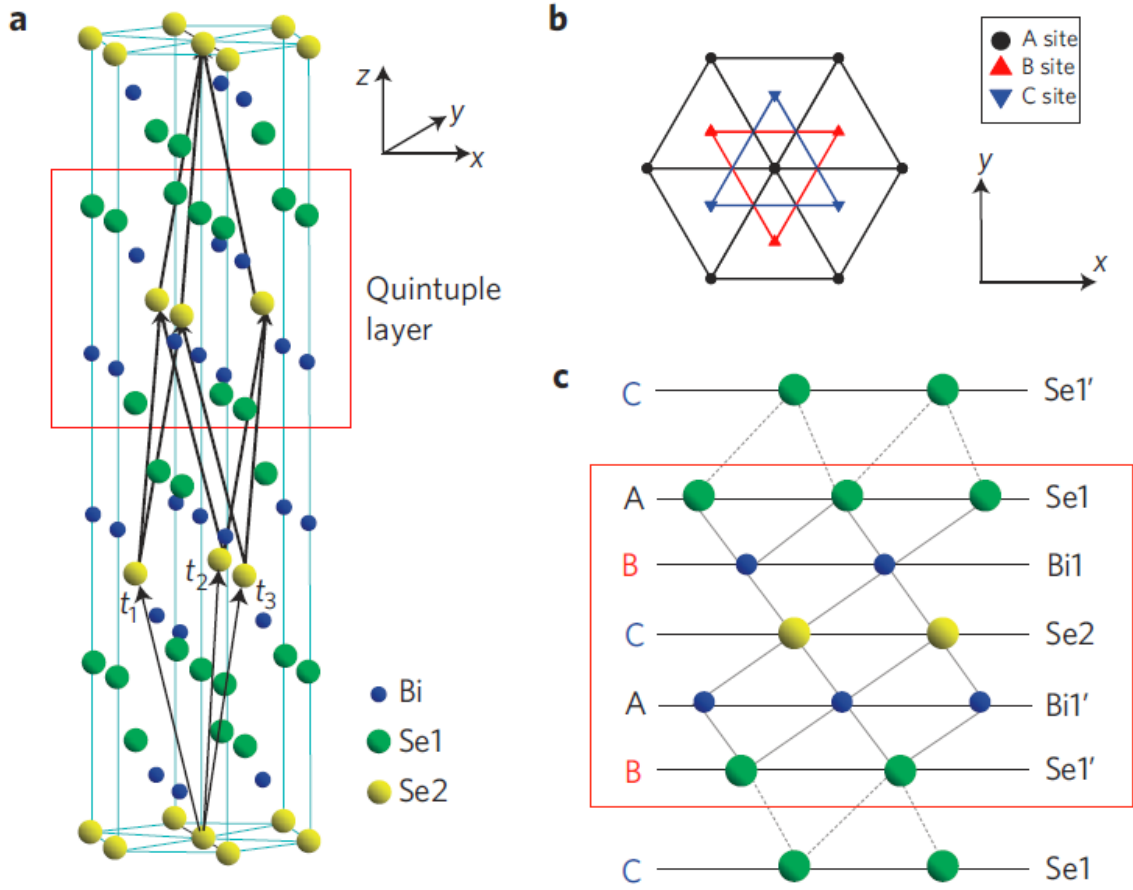 a
z
y
x
Quintuple
layer
t1
t2
t3
Bi
Se1
Se2
b
A site
B site
C site
y
x
c
C Se1′
A Se1
B Bi1
C Se2
A Bi1′
B Se1′
C Se1